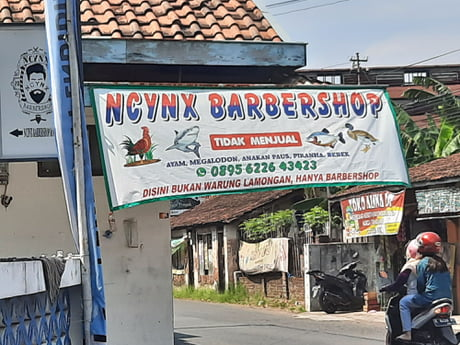 NCYNX
BARBERSHOP
NCYNX BARBERSHOP
TIDAK MENJUAL
AYAM, MEGALODON, ANAKAN PAUS, PIRANHA, BEBEK
0895 6226 43423
DISINI BUKAN WARUNG LAMONGAN, HANYA BARBERSHOP
TOKO